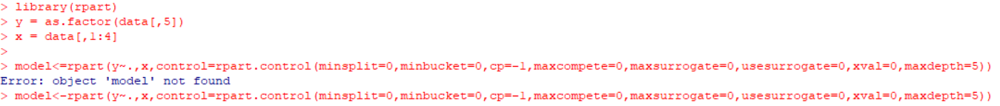 > library(rpart)
> y = as.factor(data[,5])
> x = data[,1:4]
>
> model<=rpart(y~.,x,control=rpart.control(minsplit=0,minbucket=0,cp=-1,maxcompete=0,maxsurrogate=0,usesurrogate=0,xval=0,maxdepth=5))
Error: object 'model' not found
> model<-rpart(y~.,x,control=rpart.control(minsplit=0,minbucket=0,cp=-1,maxcompete=0,maxsurrogate=0,usesurrogate=0,xval=0,maxdepth=5))